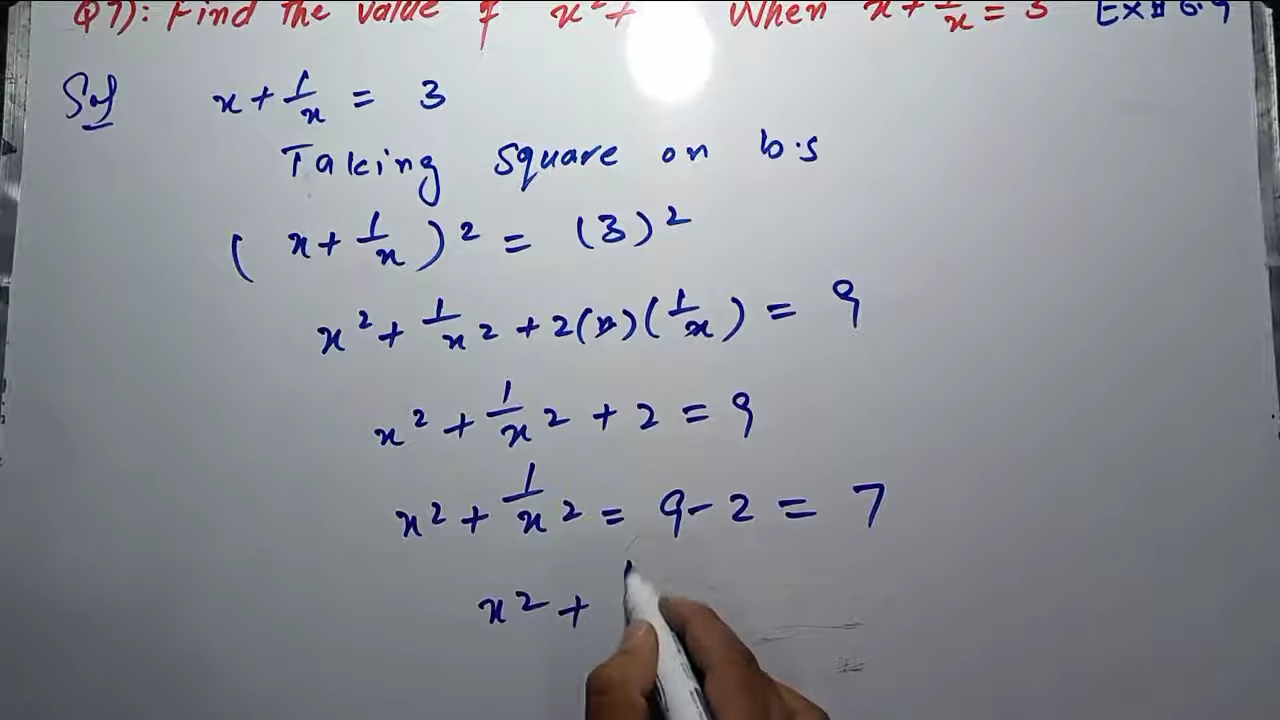 Q7): Find the value of x² + When x + 1/x = 3 Ex# 6.9
Sol x + 1/x = 3
Taking square on b.s
( x + 1/x )² = (3)²
x² + 1/x² + 2(x)(1/x) = 9
x² + 1/x² + 2 = 9
x² + 1/x² = 9 - 2 = 7
x² +